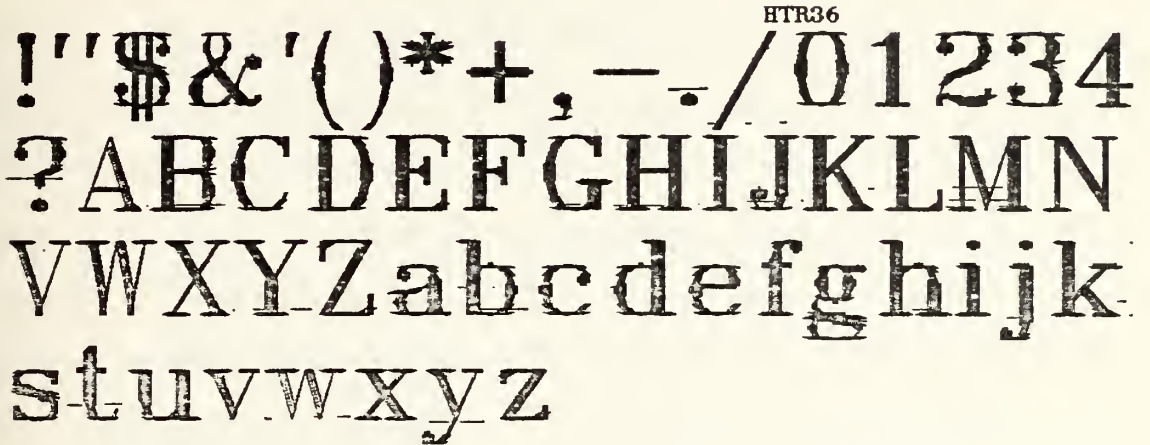 HTR36
!"$&'()*+,-./01234
?ABCDEFGHIJKLMN
VWXYZabcdefghijk
stuvwxyz